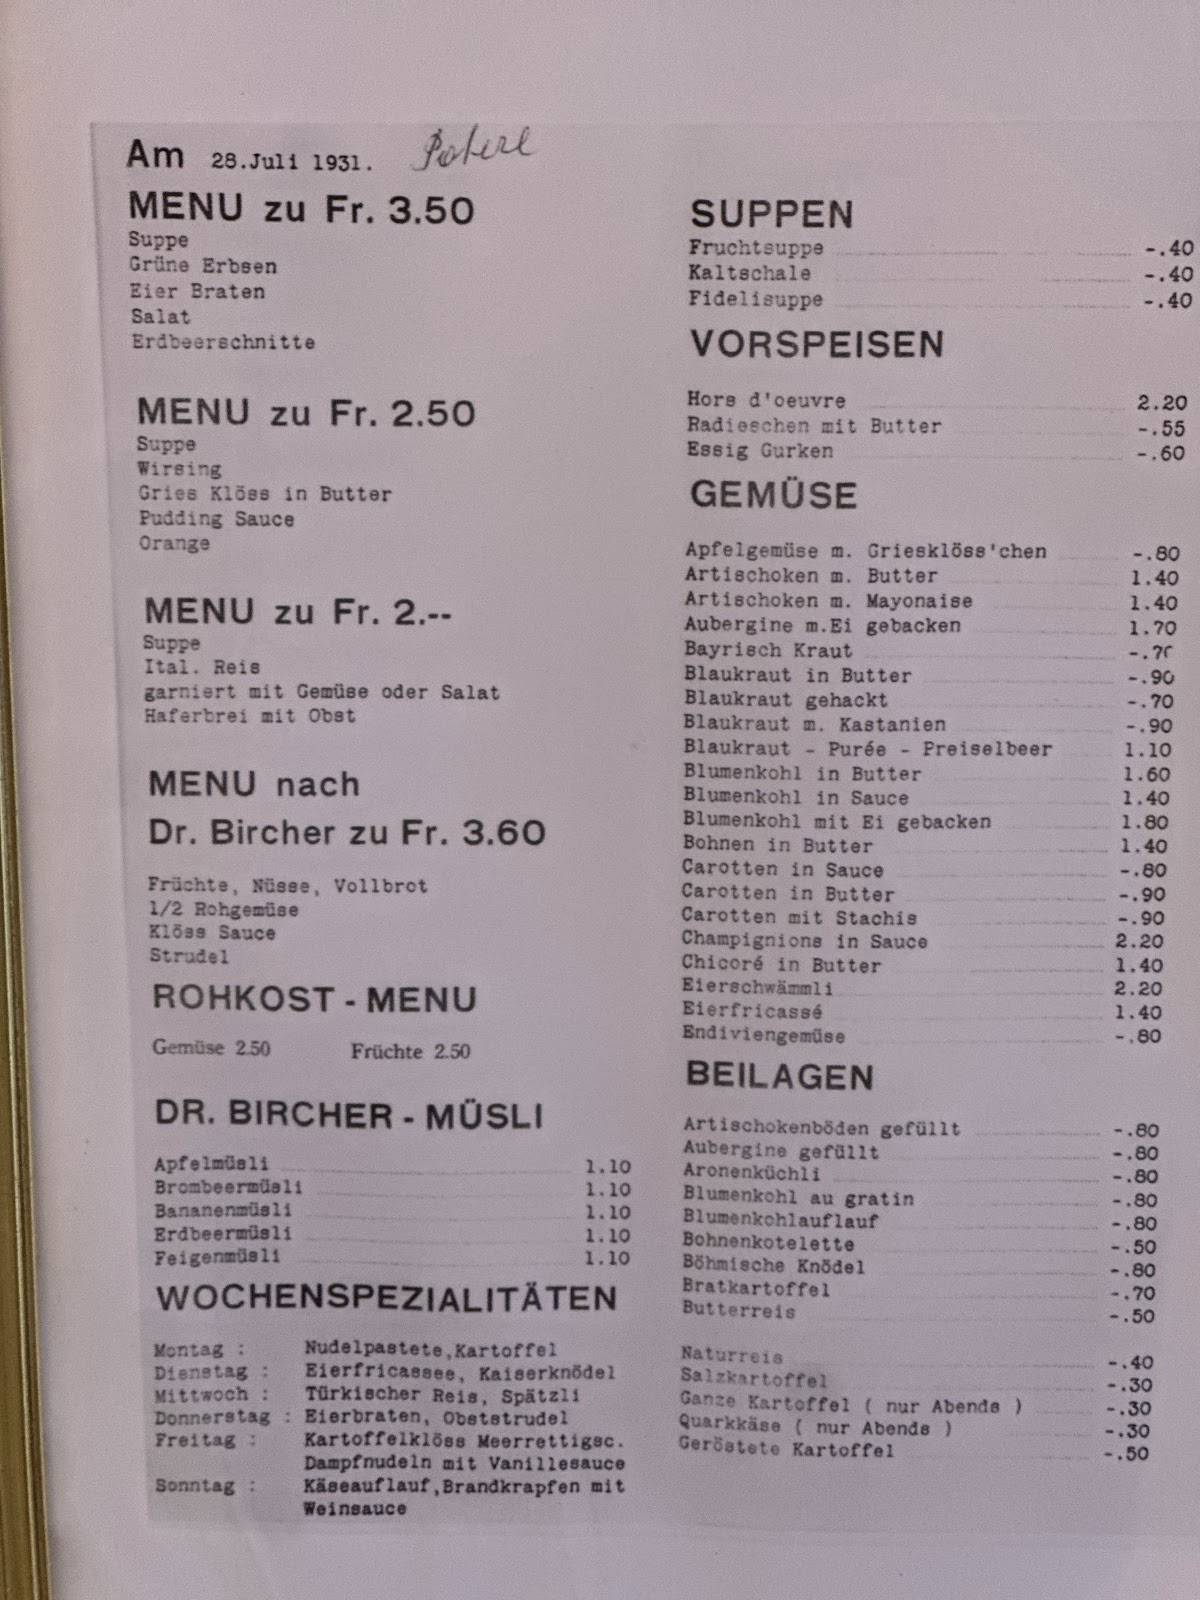 Am 28.Juli 1931.
MENU zu Fr. 3.50
Suppe
Grüne Erbsen
Eier Braten
Salat
Erdbeerschnitte
MENU zu Fr. 2.50
Suppe
Wirsing
Gries Klöss in Butter
Pudding Sauce
Orange
MENU zu Fr. 2.--
Suppe
Ital. Reis
garniert mit Gemüse oder Salat
Haferbrei mit Obst
MENU nach
Dr. Bircher zu Fr. 3.60
Früchte, Nüsse, Vollbrot
1/2 Rohgemüse
Klöss Sauce
Strudel
ROHKOST - MENU
Gemüse 2.50 Früchte 2.50
DR. BIRCHER - MÜSLI
Apfelmüsli 1.10
Brombeermüsli 1.10
Bananenmüsli 1.10
Erdbeermüsli 1.10
Feigenmüsli 1.10
WOCHENSPEZIALITÄTEN
Montag : Nudelpastete,Kartoffel
Dienstag : Eierfricassee, Kaiserknödel
Mittwoch : Türkischer Reis, Spätzli
Donnerstag : Eierbraten, Obststrudel
Freitag : Kartoffelklöss Meerrettigsc.
Dampfnudeln mit Vanillesauce
Sonntag : Käseauflauf,Brandkrapfen mit
Weinsauce
SUPPEN
Fruchtsuppe -.40
Kaltschale -.40
Fidelisuppe -.40
VORSPEISEN
Hors d'oeuvre 2.20
Radieschen mit Butter -.55
Essig Gurken -.60
GEMÜSE
Apfelgemüse m. Griesklöss'chen -.80
Artischoken m. Butter 1.40
Artischoken m. Mayonaise 1.40
Aubergine m.Ei gebacken 1.70
Bayrisch Kraut -.70
Blaukraut in Butter -.90
Blaukraut gehackt -.70
Blaukraut m. Kastanien -.90
Blaukraut - Purée - Preiselbeer 1.10
Blumenkohl in Butter 1.60
Blumenkohl in Sauce 1.40
Blumenkohl mit Ei gebacken 1.80
Bohnen in Butter 1.40
Carotten in Sauce -.80
Carotten in Butter -.90
Carotten mit Stachis -.90
Champignions in Sauce 2.20
Chicoré in Butter 1.40
Eierschwämmli 2.20
Eierfricassé 1.40
Endiviengemüse -.80
BEILAGEN
Artischokenböden gefüllt -.80
Aubergine gefüllt -.80
Aronenküchli -.80
Blumenkohl au gratin -.80
Blumenkohlauflauf -.80
Bohnenkotelette -.50
Böhmische Knödel -.80
Bratkartoffel -.70
Butterreis -.50
Naturreis -.40
Salzkartoffel -.30
Ganze Kartoffel ( nur Abends ) -.30
Quarkkäse ( nur Abends ) -.30
Geröstete Kartoffel -.50